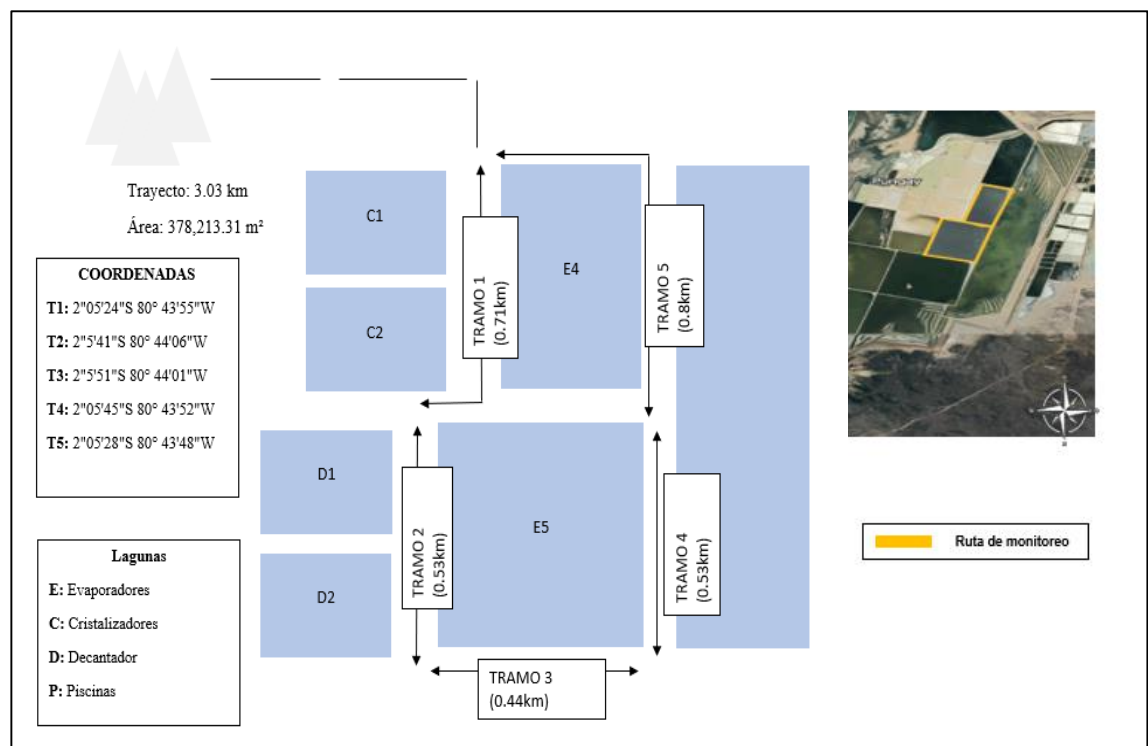 Trayecto: 3.03 km
Área: 378,213.31 m²
COORDENADAS
T1: 2"05'24"S 80° 43'55"W
T2: 2"5'41"S 80° 44'06"W
T3: 2"5'51"S 80° 44'01"W
T4: 2"05'45"S 80° 43'52"W
T5: 2"05'28"S 80° 43'48"W
Lagunas
E: Evaporadores
C: Cristalizadores
D: Decantador
P: Piscinas
C1
C2
D1
D2
E4
E5
TRAMO 1
(0.71km)
TRAMO 2
(0.53km)
TRAMO 3
(0.44km)
TRAMO 4
(0.53km)
TRAMO 5
(0.8km)
Ruta de monitoreo